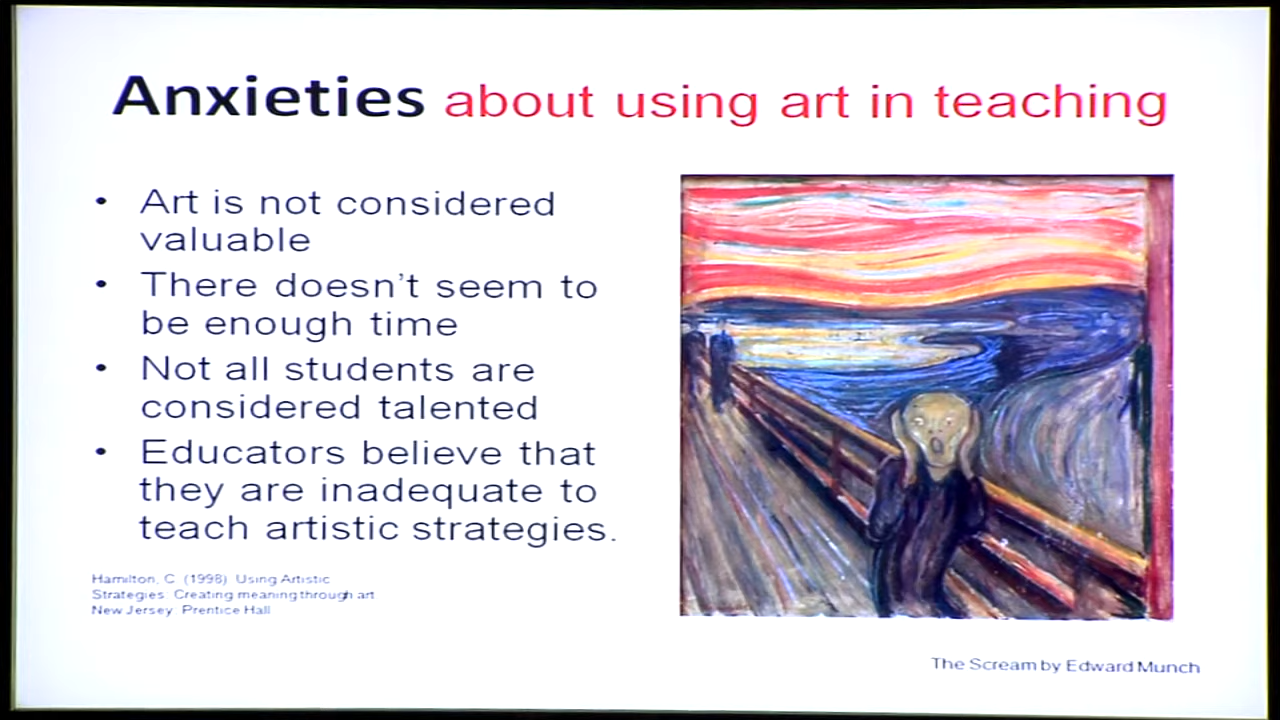 Anxieties about using art in teaching
• Art is not considered
valuable
• There doesn't seem to
be enough time
• Not all students are
considered talented
• Educators believe that
they are inadequate to
teach artistic strategies.
Hamilton, C (1998) Using Artistic
Strategies: Creating meaning through art
New Jersey: Prentice Hall
The Scream by Edward Munch